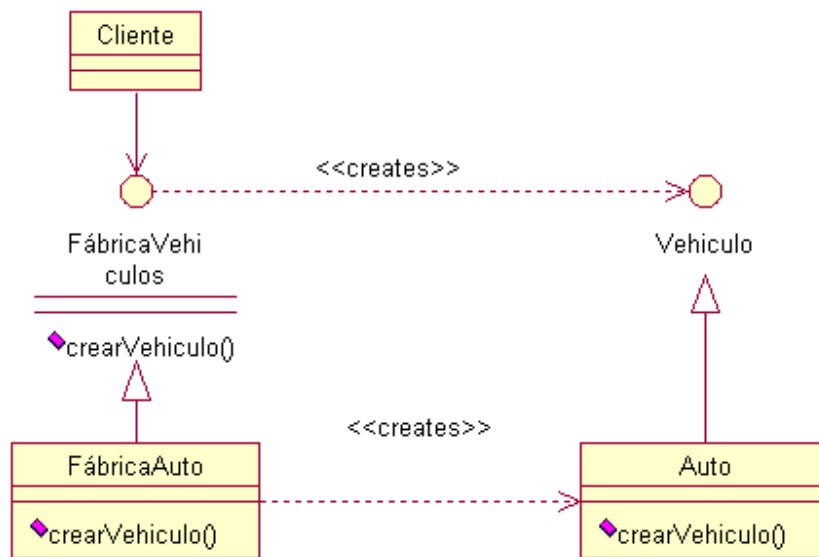 Cliente
<<creates>>
FábricaVehi
culos
Vehiculo
crearVehiculo()
<<creates>>
FábricaAuto
Auto
crearVehiculo()
crearVehiculo()